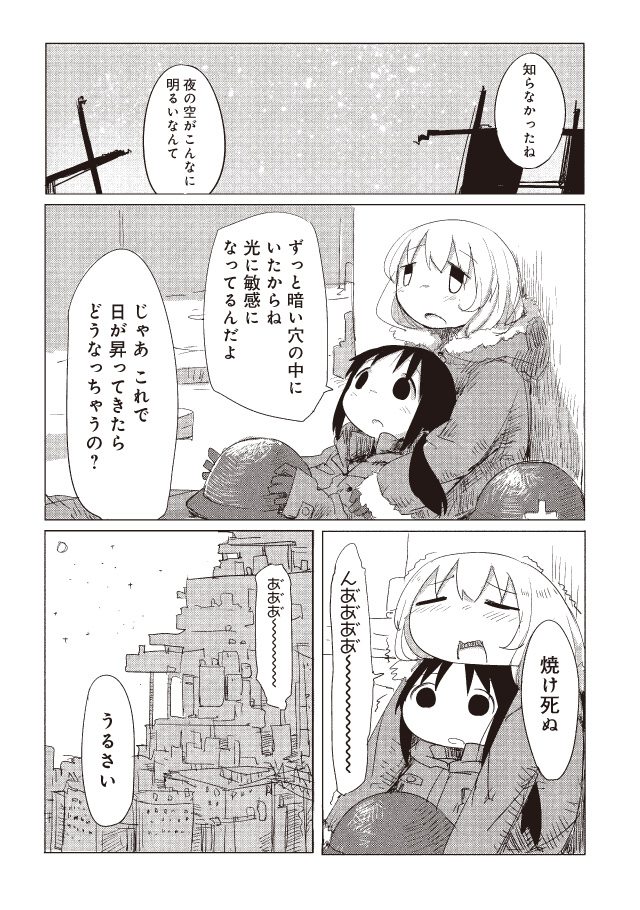 知らなかったね
夜の空がこんなに
明るいなんて
ずっと暗い穴の中に
いたからね
光に敏感に
なってるんだよ
じゃあ これで
日が昇ってきたら
どうなっちゃうの?
焼け死ぬ
んあ゛あ゛あ゛あ゛〜〜〜〜
あ゛あ゛あ゛〜〜〜〜
うるさい